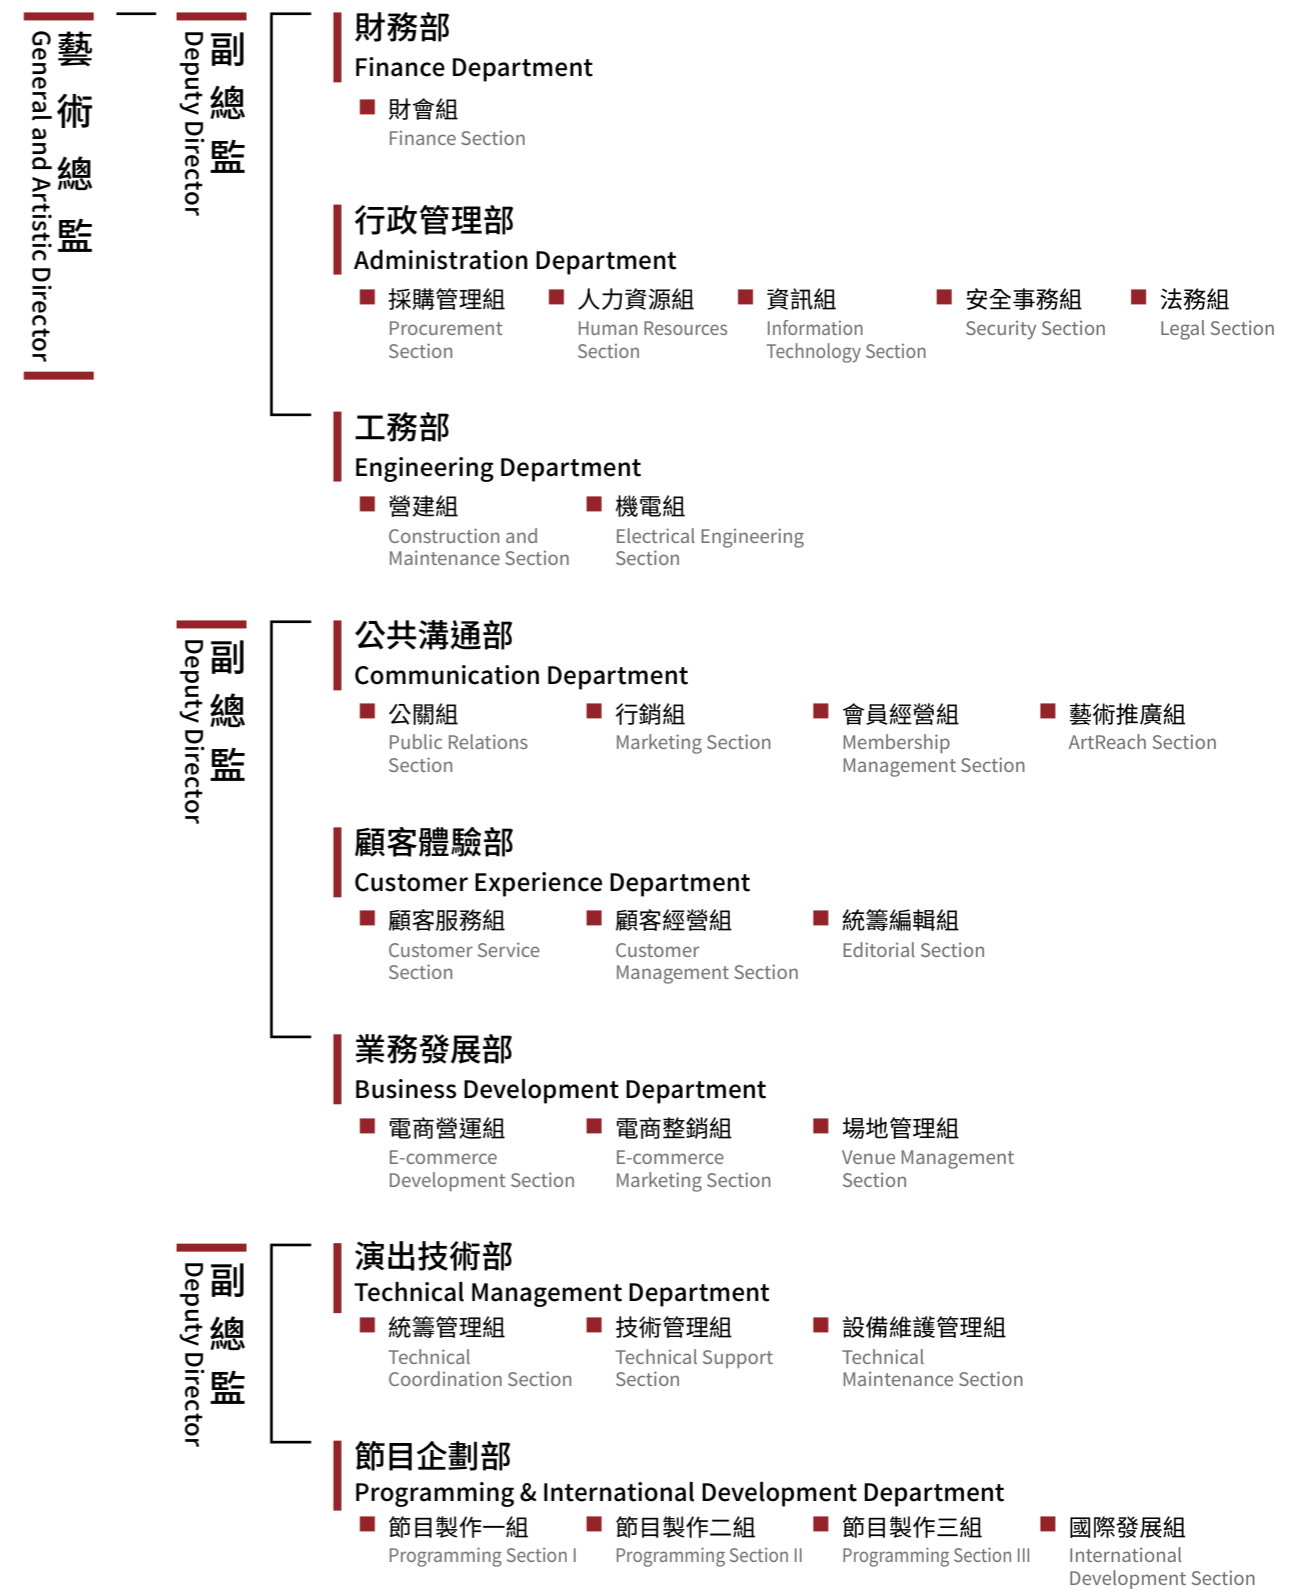 藝術總監
General and Artistic Director
副總監
Deputy Director
財務部
Finance Department
財會組
Finance Section
行政管理部
Administration Department
採購管理組
Procurement
Section
人力資源組
Human Resources
Section
資訊組
Information
Technology Section
安全事務組
Security Section
法務組
Legal Section
工務部
Engineering Department
營建組
Construction and
Maintenance Section
機電組
Electrical Engineering
Section
副總監
Deputy Director
公共溝通部
Communication Department
公關組
Public Relations
Section
行銷組
Marketing Section
會員經營組
Membership
Management Section
藝術推廣組
ArtReach Section
顧客體驗部
Customer Experience Department
顧客服務組
Customer Service
Section
顧客經營組
Customer
Management Section
統籌編輯組
Editorial Section
業務發展部
Business Development Department
電商營運組
E-commerce
Development Section
電商整銷組
E-commerce
Marketing Section
場地管理組
Venue Management
Section
副總監
Deputy Director
演出技術部
Technical Management Department
統籌管理組
Technical
Coordination Section
技術管理組
Technical Support
Section
設備維護管理組
Technical
Maintenance Section
節目企劃部
Programming & International Development Department
節目製作一組
Programming Section I
節目製作二組
Programming Section II
節目製作三組
Programming Section III
國際發展組
International
Development Section